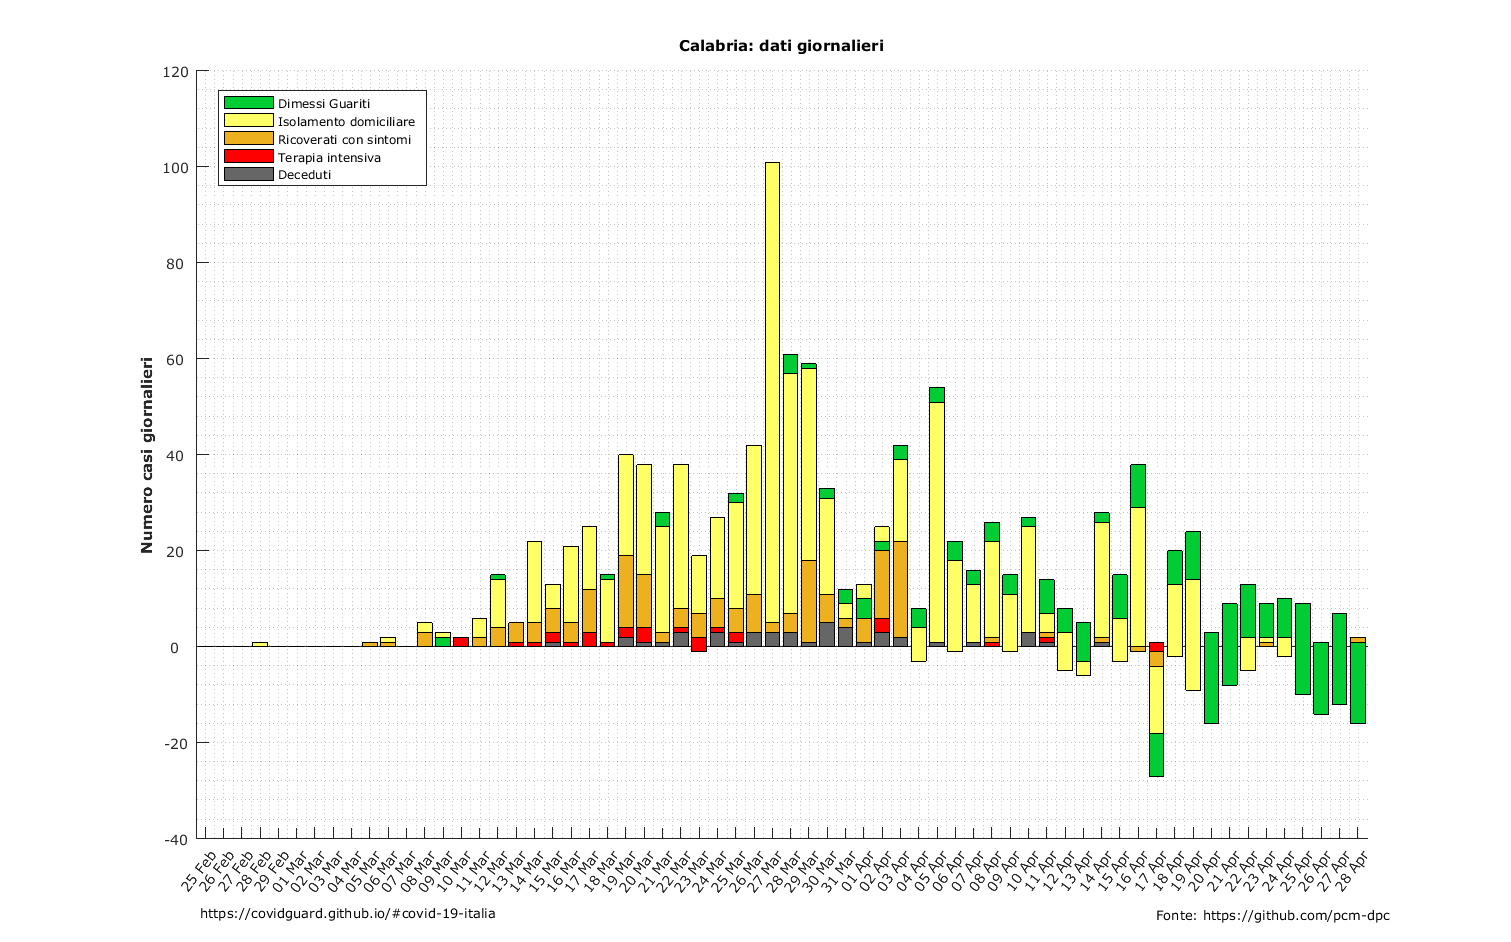 Calabria: dati giornalieri
Numero casi giornalieri
120
100
80
60
40
20
0
-20
-40
Dimessi Guariti
Isolamento domiciliare
Ricoverati con sintomi
Terapia intensiva
Deceduti
25 Feb
26 Feb
27 Feb
28 Feb
29 Feb
01 Mar
02 Mar
03 Mar
04 Mar
05 Mar
06 Mar
07 Mar
08 Mar
09 Mar
10 Mar
11 Mar
12 Mar
13 Mar
14 Mar
15 Mar
16 Mar
17 Mar
18 Mar
19 Mar
20 Mar
21 Mar
22 Mar
23 Mar
24 Mar
25 Mar
26 Mar
27 Mar
28 Mar
29 Mar
30 Mar
31 Mar
01 Apr
02 Apr
03 Apr
04 Apr
05 Apr
06 Apr
07 Apr
08 Apr
09 Apr
10 Apr
11 Apr
12 Apr
13 Apr
14 Apr
15 Apr
16 Apr
17 Apr
18 Apr
19 Apr
20 Apr
21 Apr
22 Apr
23 Apr
24 Apr
25 Apr
26 Apr
27 Apr
28 Apr
https://covidguard.github.io/#covid-19-italia
Fonte: https://github.com/pcm-dpc